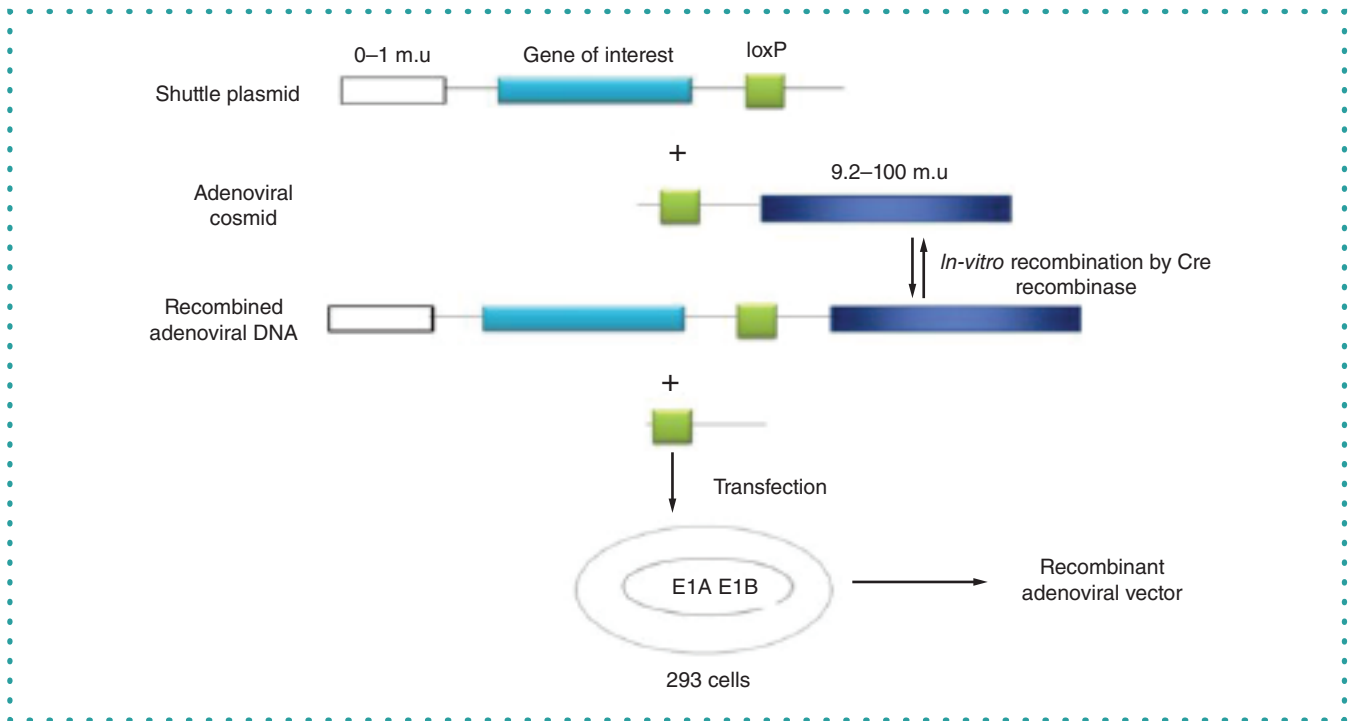 0–1 m.u
Gene of interest
loxP
Shuttle plasmid
+
9.2–100 m.u
Adenoviral
cosmid
In-vitro recombination by Cre
recombinase
Recombined
adenoviral DNA
+
Transfection
E1A E1B
Recombinant
adenoviral vector
293 cells